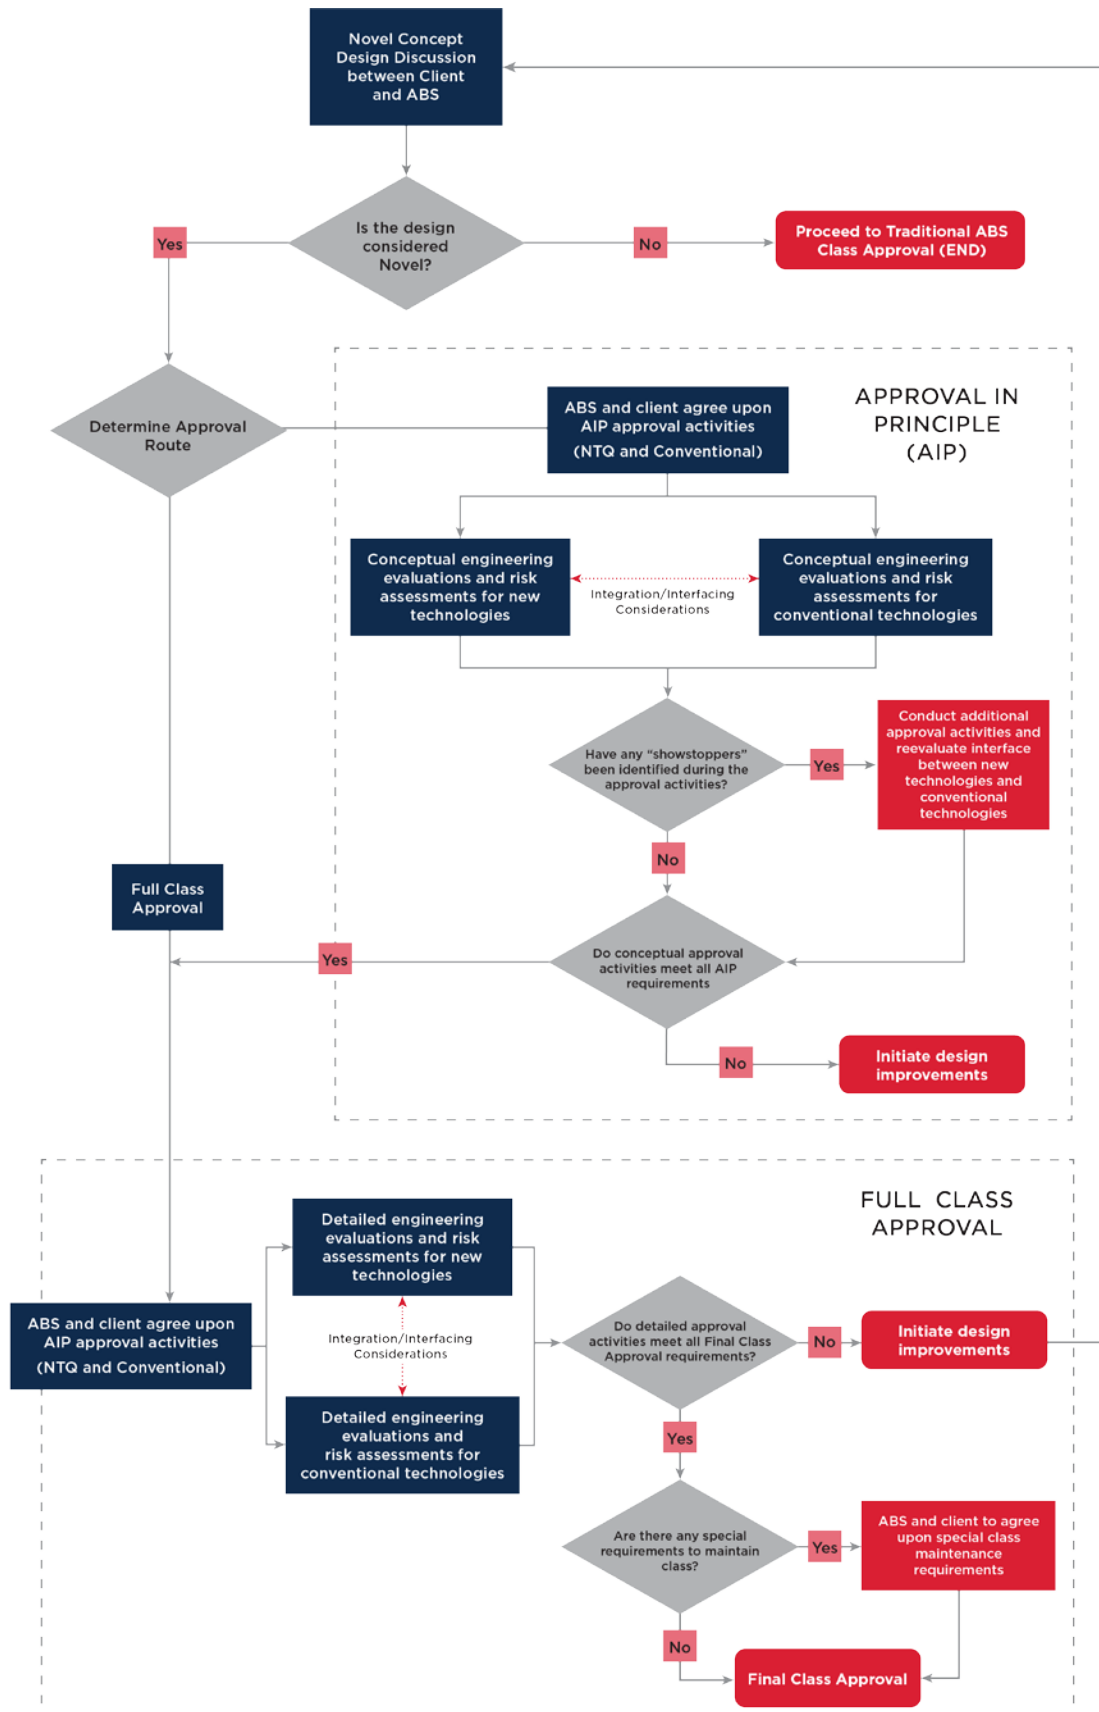 Novel Concept
Design Discussion
between Client
and ABS
Is the design
considered
Novel?
Yes
No
Proceed to Traditional ABS
Class Approval (END)
Determine Approval
Route
APPROVAL IN
PRINCIPLE
(AIP)
ABS and client agree upon
AIP approval activities
(NTQ and Conventional)
Conceptual engineering
evaluations and risk
assessments for new
technologies
Integration/Interfacing
Considerations
Conceptual engineering
evaluations and risk
assessments for
conventional technologies
Have any “showstoppers”
been identified during the
approval activities?
Yes
Conduct additional
approval activities and
reevaluate interface
between new
technologies and
conventional
technologies
No
Full Class
Approval
Do conceptual approval
activities meet all AIP
requirements
Yes
No
Initiate design
improvements
FULL CLASS
APPROVAL
ABS and client agree upon
AIP approval activities
(NTQ and Conventional)
Detailed engineering
evaluations and risk
assessments for new
technologies
Integration/Interfacing
Considerations
Detailed engineering
evaluations and
risk assessments for
conventional technologies
Do detailed approval
activities meet all Final Class
Approval requirements?
No
Initiate design
improvements
Yes
Are there any special
requirements to maintain
class?
Yes
ABS and client to agree
upon special class
maintenance
requirements
No
Final Class Approval